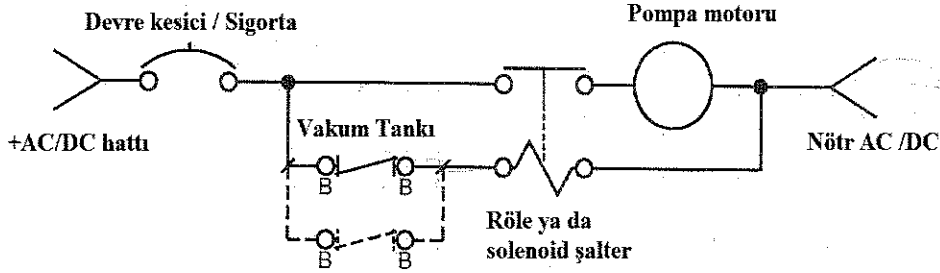 Devre kesici / Sigorta
Pompa motoru
+AC/DC hattı
Vakum Tankı
Nötr AC /DC
B B
Röle ya da
solenoid şalter
B B